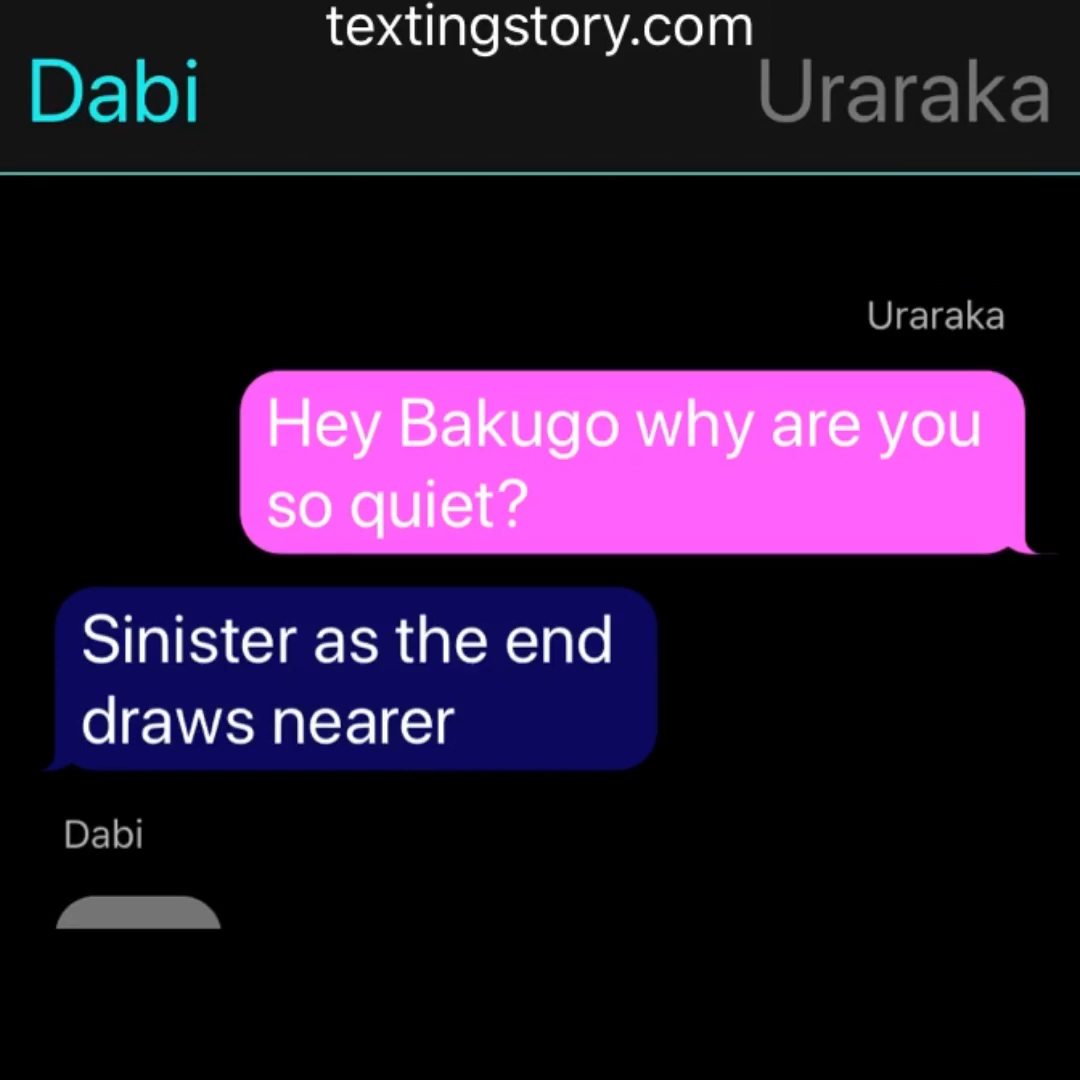 textingstory.com
Dabi
Uraraka
Uraraka
Hey Bakugo why are you
so quiet?
Sinister as the end
draws nearer
Dabi